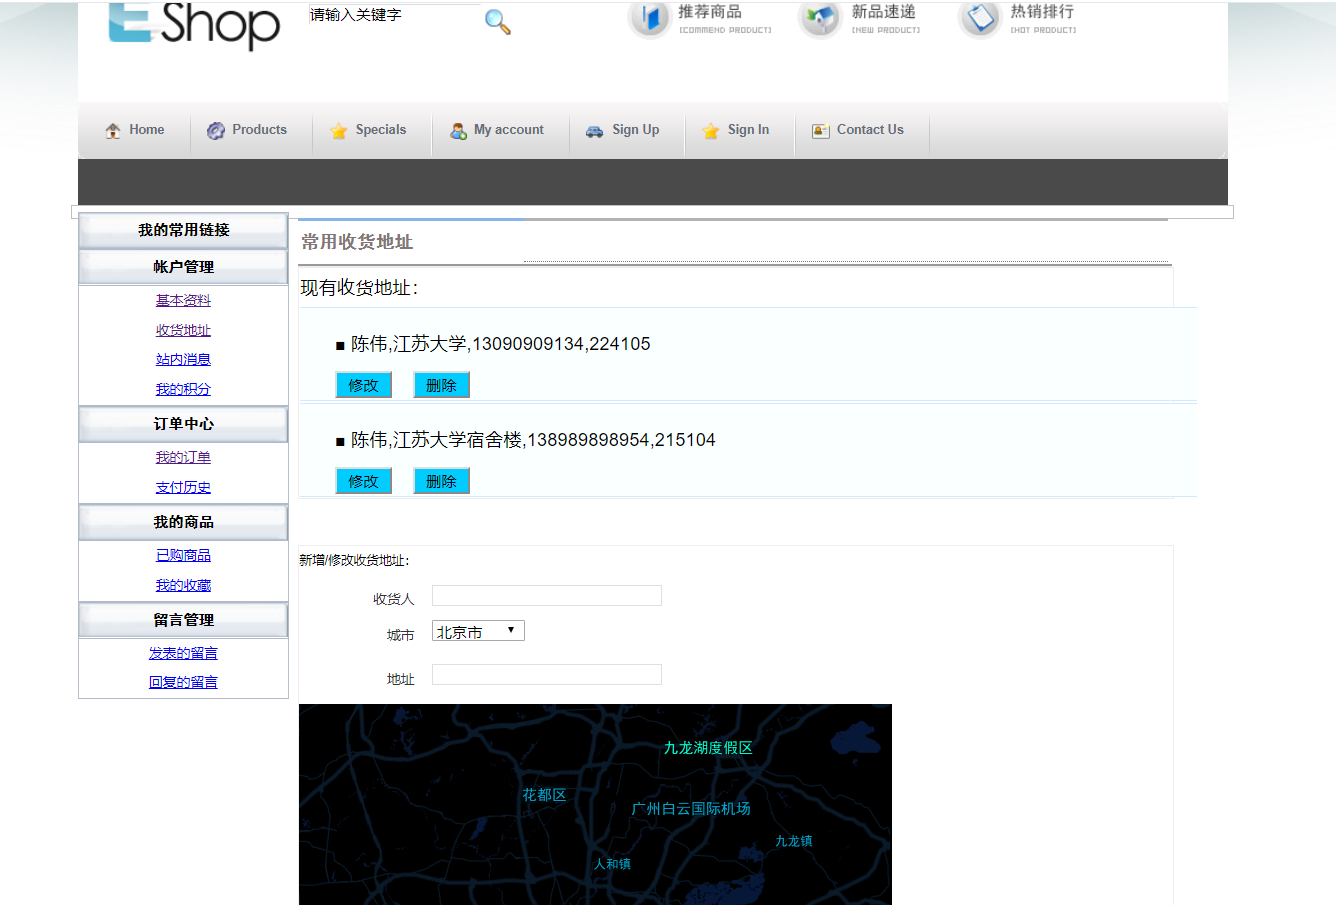 EShop
请输入关键字
推荐商品
[COMMEND PRODUCT]
新品速递
[NEW PRODUCT]
热销排行
[HOT PRODUCT]
Home
Products
Specials
My account
Sign Up
Sign In
Contact Us
我的常用链接
帐户管理
基本资料
收货地址
站内消息
我的积分
订单中心
我的订单
支付历史
我的商品
已购商品
我的收藏
留言管理
发表的留言
回复的留言
常用收货地址
现有收货地址：
■ 陈伟,江苏大学,13090909134,224105
修改 删除
■ 陈伟,江苏大学宿舍楼,138989898954,215104
修改 删除
新增/修改收货地址：
收货人
城市 北京市
地址
九龙湖度假区
花都区
广州白云国际机场
九龙镇
人和镇